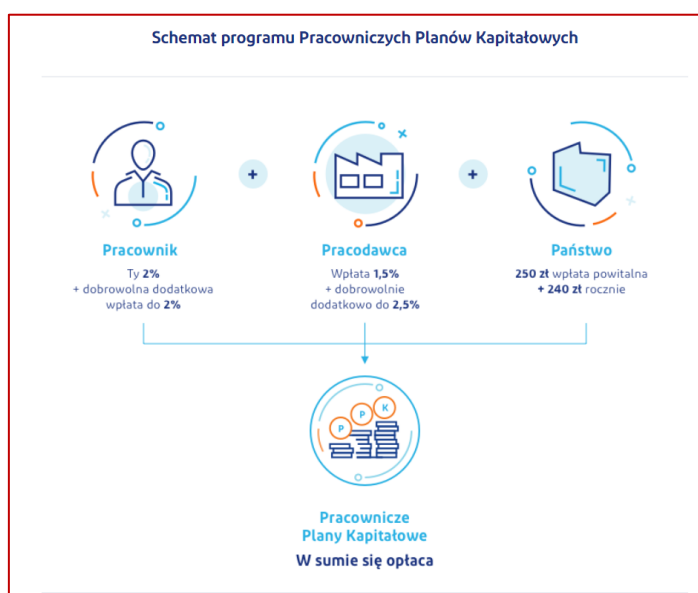 Schemat programu Pracowniczych Planów Kapitałowych
+
+
Pracownik
Ty 2%
+ dobrowolna dodatkowa
wpłata do 2%
Pracodawca
Wpłata 1,5%
+ dobrowolnie
dodatkowo do 2,5%
Państwo
250 zł wpłata powitalna
+ 240 zł rocznie
P P K
Pracownicze
Plany Kapitałowe
W sumie się opłaca